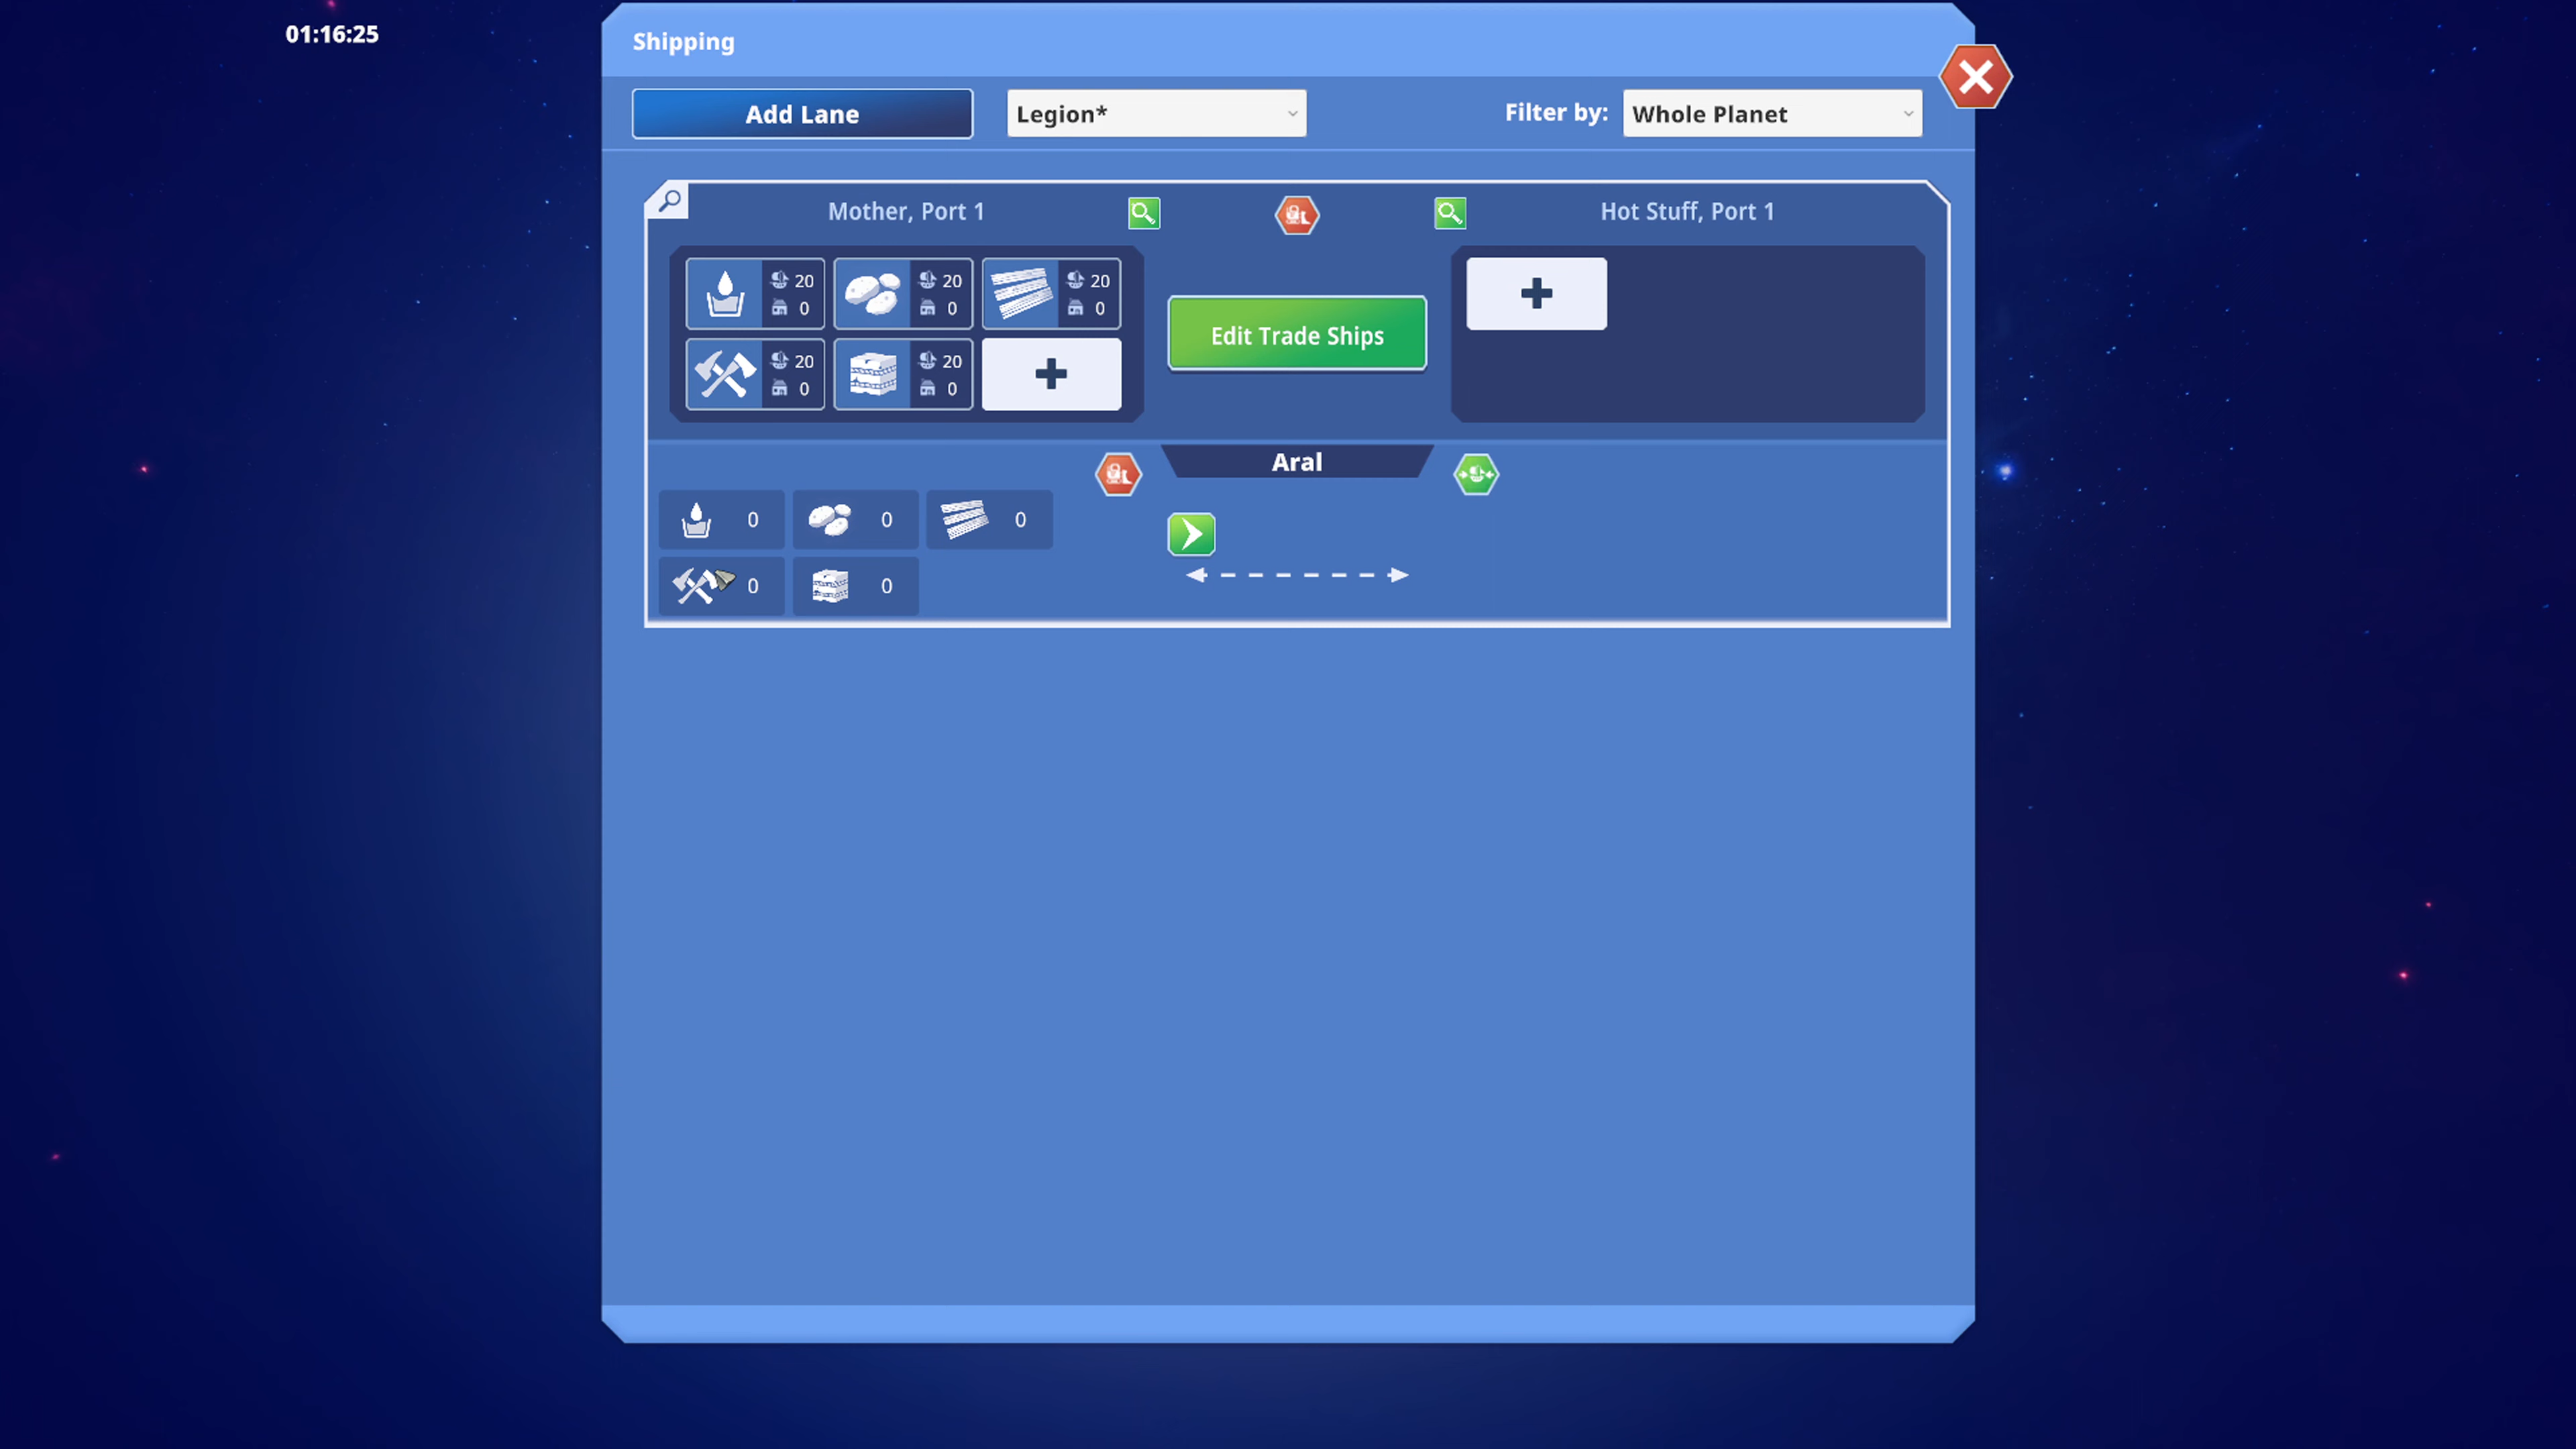 01:16:25
Shipping
Add Lane
Legion*
Filter by:
Whole Planet
Mother, Port 1
Hot Stuff, Port 1
20
0
20
0
20
0
20
0
20
0
Edit Trade Ships
Aral
0
0
0
0
0